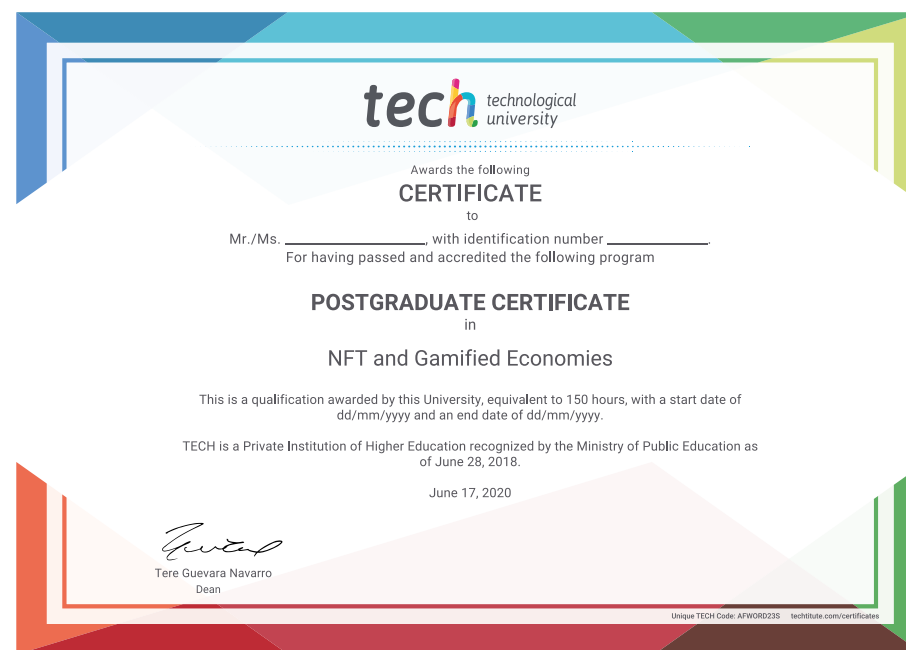 tech technological
university
Awards the following
CERTIFICATE
to
Mr./Ms. ____________, with identification number ____________.
For having passed and accredited the following program
POSTGRADUATE CERTIFICATE
in
NFT and Gamified Economies
This is a qualification awarded by this University, equivalent to 150 hours, with a start date of
dd/mm/yyyy and an end date of dd/mm/yyyy.
TECH is a Private Institution of Higher Education recognized by the Ministry of Public Education as
of June 28, 2018.
June 17, 2020
Tere Guevara Navarro
Dean
Unique TECH Code: AFWORD23S techtitute.com/certificates